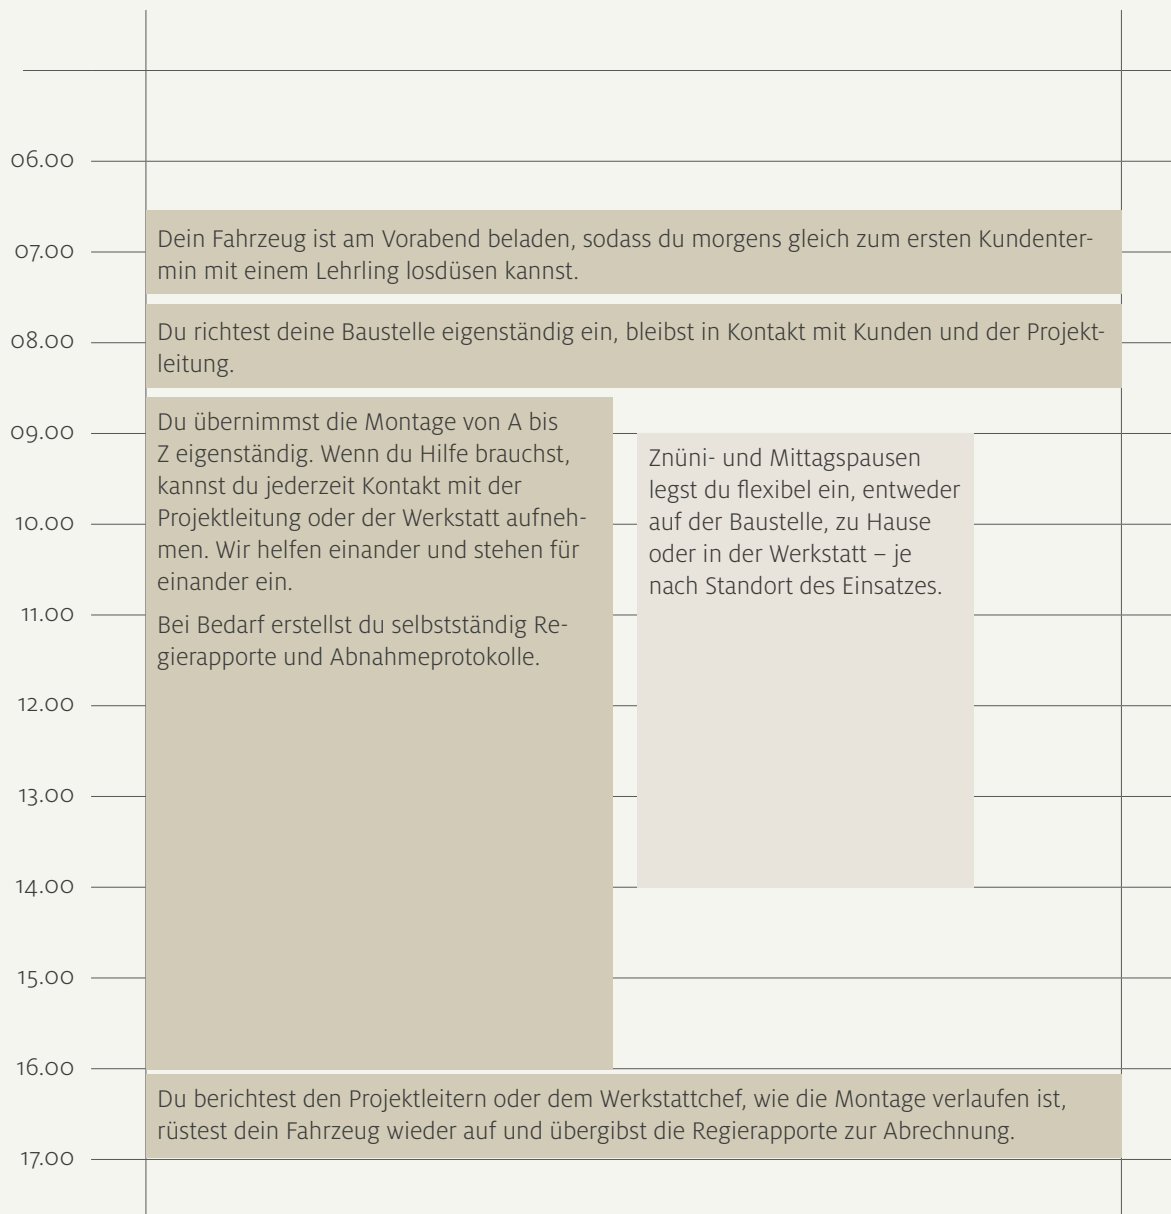 06.00
07.00
Dein Fahrzeug ist am Vorabend beladen, sodass du morgens gleich zum ersten Kundenter-
min mit einem Lehrling losdüsen kannst.
08.00
Du richtest deine Baustelle eigenständig ein, bleibst in Kontakt mit Kunden und der Projekt-
leitung.
09.00
Du übernimmst die Montage von A bis
Z eigenständig. Wenn du Hilfe brauchst,
kannst du jederzeit Kontakt mit der
Projektleitung oder der Werkstatt aufneh-
men. Wir helfen einander und stehen für
einander ein.
Bei Bedarf erstellst du selbstständig Re-
gierapporte und Abnahmeprotokolle.
Znüni- und Mittagspausen
legst du flexibel ein, entweder
auf der Baustelle, zu Hause
oder in der Werkstatt – je
nach Standort des Einsatzes.
10.00
11.00
12.00
13.00
14.00
15.00
16.00
Du berichtest den Projektleitern oder dem Werkstattchef, wie die Montage verlaufen ist,
rüstest dein Fahrzeug wieder auf und übergibst die Regierapporte zur Abrechnung.
17.00